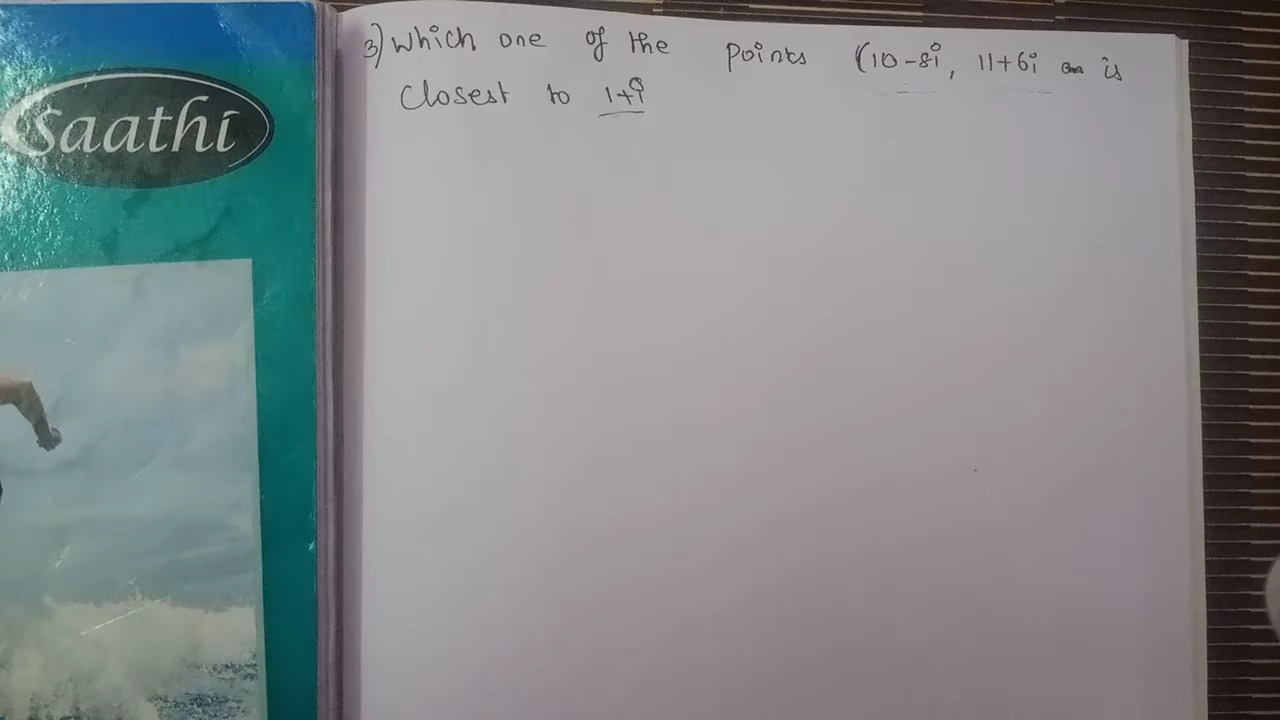 Saathi
3) Which one of the points (10-8i, 11+6i is
closest to 1+i